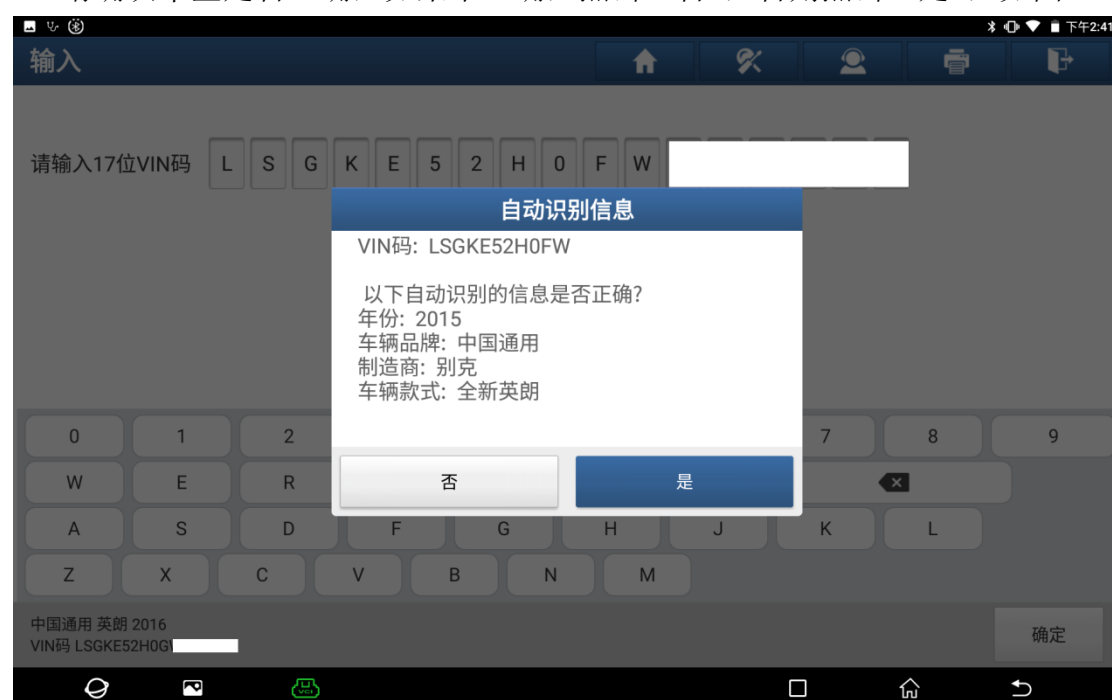 下午2:41
输入
请输入17位VIN码 L S G K E 5 2 H 0 F W
自动识别信息
VIN码: LSGKE52H0FW
以下自动识别的信息是否正确?
年份: 2015
车辆品牌: 中国通用
制造商: 别克
车辆款式: 全新英朗
否 是
0 1 2 7 8 9
W E R
A S D F G H J K L
Z X C V B N M
中国通用 英朗 2016
VIN码 LSGKE52H0G
确定
VCI